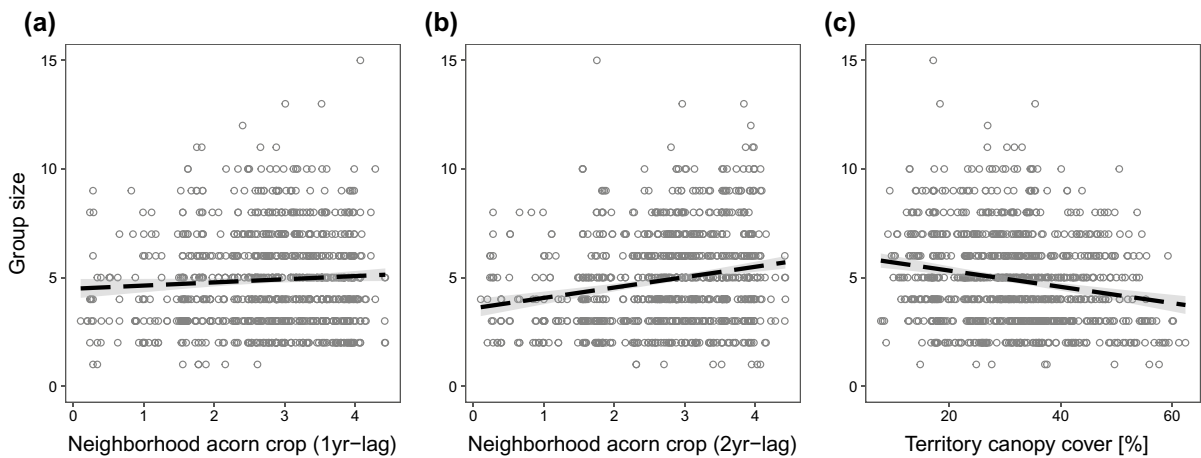 (a)
(b)
(c)
Group size
15
10
5
0
0 1 2 3 4
Neighborhood acorn crop (1yr−lag)
15
10
5
0
0 1 2 3 4
Neighborhood acorn crop (2yr−lag)
15
10
5
0
20 40 60
Territory canopy cover [%]